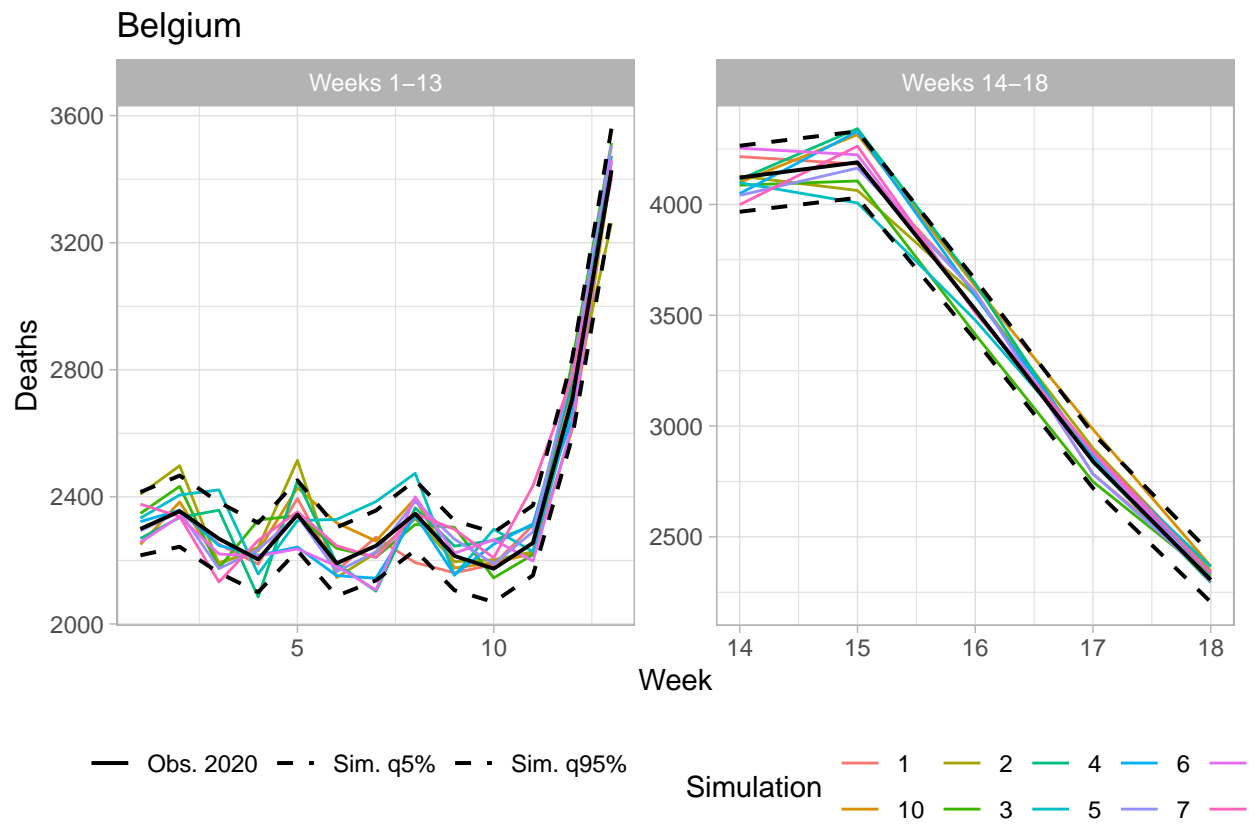 Belgium
Weeks 1–13
Weeks 14–18
Deaths
3600
3200
2800
2400
2000
4000
3500
3000
2500
5
10
14
15
16
17
18
Week
Obs. 2020
Sim. q5%
Sim. q95%
Simulation
1
2
4
6
10
3
5
7